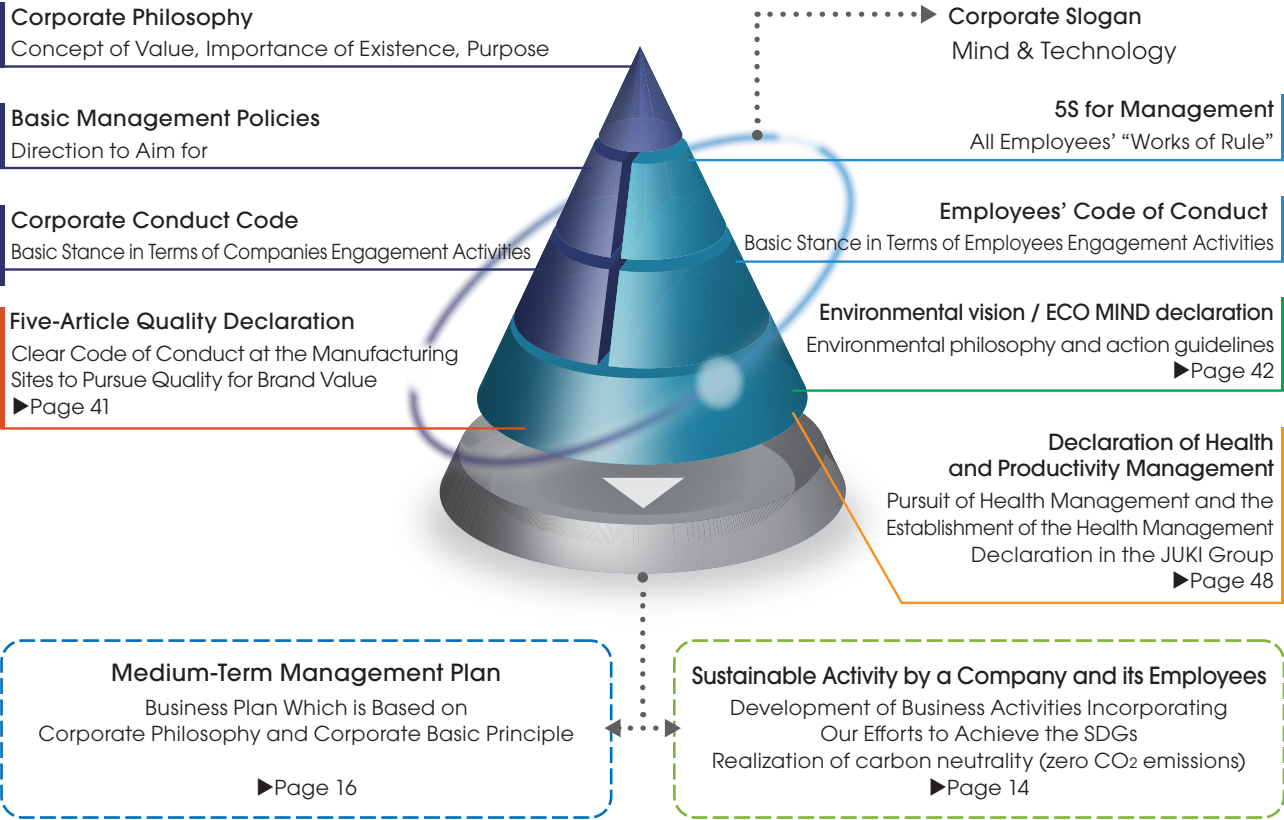 Corporate Philosophy
Concept of Value, Importance of Existence, Purpose
Basic Management Policies
Direction to Aim for
Corporate Conduct Code
Basic Stance in Terms of Companies Engagement Activities
Five-Article Quality Declaration
Clear Code of Conduct at the Manufacturing
Sites to Pursue Quality for Brand Value
▶Page 41
Corporate Slogan
Mind & Technology
5S for Management
All Employees’ “Works of Rule”
Employees’ Code of Conduct
Basic Stance in Terms of Employees Engagement Activities
Environmental vision / ECO MIND declaration
Environmental philosophy and action guidelines
▶Page 42
Declaration of Health
and Productivity Management
Pursuit of Health Management and the
Establishment of the Health Management
Declaration in the JUKI Group
▶Page 48
Medium-Term Management Plan
Business Plan Which is Based on
Corporate Philosophy and Corporate Basic Principle
▶Page 16
Sustainable Activity by a Company and its Employees
Development of Business Activities Incorporating
Our Efforts to Achieve the SDGs
Realization of carbon neutrality (zero CO2 emissions)
▶Page 14